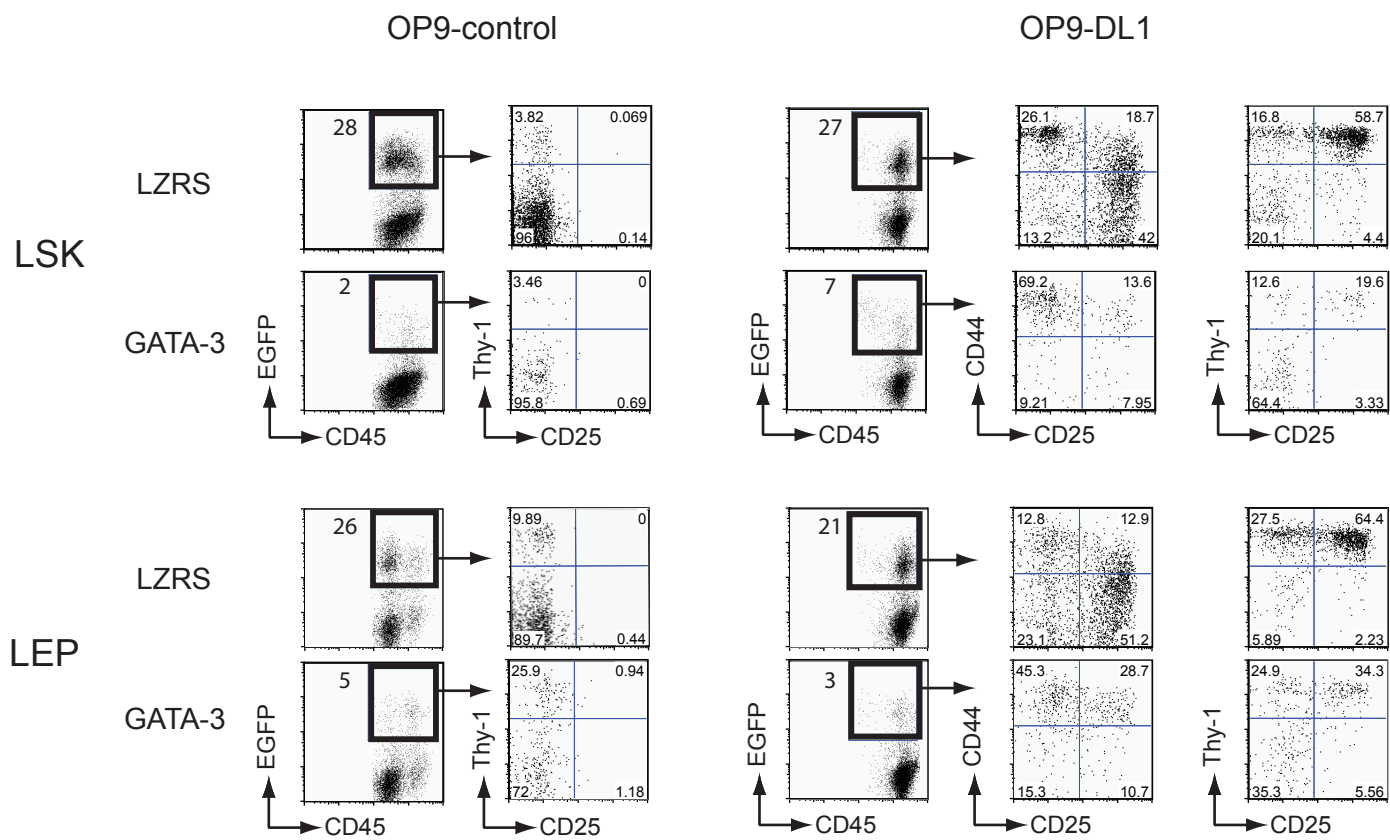 OP9-control OP9-DL1
28 3.82 0.069 27 26.1 18.7 16.8 58.7
LZRS
96 0.14 13.2 42 20.1 4.4
LSK
2 3.46 0 7 69.2 13.6 12.6 19.6
GATA-3
EGFP Thy-1 EGFP CD44 Thy-1
95.8 0.69 9.21 7.95 64.4 3.33
CD45 CD25 CD45 CD25 CD25
26 9.89 0 21 12.8 12.9 27.5 64.4
LZRS
89.7 0.44 23.1 51.2 5.89 2.23
LEP
5 25.9 0.94 3 45.3 28.7 24.9 34.3
GATA-3
EGFP Thy-1 EGFP CD44 Thy-1
72 1.18 15.3 10.7 35.3 5.56
CD45 CD25 CD45 CD25 CD25